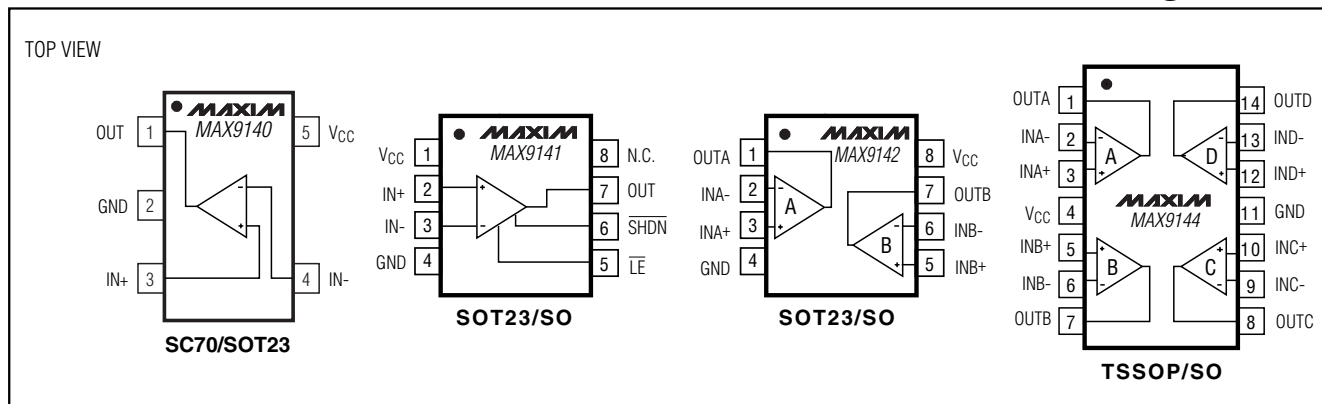 TOP VIEW
MAXIM
MAX9140
OUT 1
5 VCC
GND 2
IN+ 3
4 IN-
SC70/SOT23
MAXIM
MAX9141
VCC 1
8 N.C.
IN+ 2
7 OUT
IN- 3
6 SHDN
GND 4
5 LE
+
-
SOT23/SO
MAXIM
MAX9142
OUTA 1
8 VCC
INA- 2
7 OUTB
INA+ 3
6 INB-
GND 4
5 INB+
A
B
SOT23/SO
OUTA 1
14 OUTD
INA- 2
13 IND-
INA+ 3
12 IND+
A
D
MAXIM
MAX9144
VCC 4
11 GND
INB+ 5
10 INC+
INB- 6
9 INC-
B
C
OUTB 7
8 OUTC
TSSOP/SO